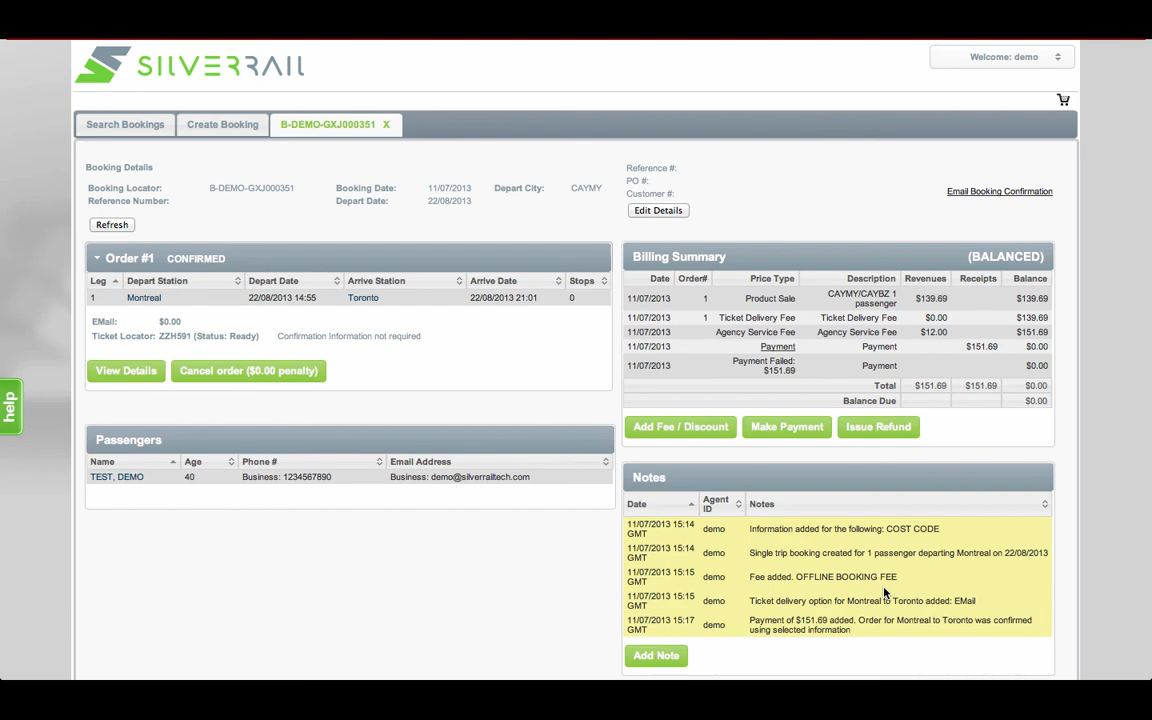 SILVERRAIL
Welcome: demo
Search Bookings Create Booking B-DEMO-GXJ000351 X
Booking Details
Booking Locator: B-DEMO-GXJ000351 Booking Date: 11/07/2013 Depart City: CAYMY
Reference Number: Depart Date: 22/08/2013
Refresh
Reference #:
PO #:
Customer #:
Edit Details
Email Booking Confirmation
help
Order #1 CONFIRMED
Leg Depart Station Depart Date Arrive Station Arrive Date Stops
1 Montreal 22/08/2013 14:55 Toronto 22/08/2013 21:01 0
EMail: $0.00
Ticket Locator: ZZH591 (Status: Ready) Confirmation Information not required
View Details Cancel order ($0.00 penalty)
Passengers
Name Age Phone # Email Address
TEST, DEMO 40 Business: 1234567890 Business: demo@silverrailtech.com
Billing Summary (BALANCED)
Date Order# Price Type Description Revenues Receipts Balance
11/07/2013 1 Product Sale CAYMY/CAYBZ 1 passenger $139.69 $139.69
11/07/2013 1 Ticket Delivery Fee Ticket Delivery Fee $0.00 $139.69
11/07/2013 Agency Service Fee Agency Service Fee $12.00 $151.69
11/07/2013 Payment Payment $151.69 $0.00
11/07/2013 Payment Failed: $151.69 Payment $0.00
Total $151.69 $151.69 $0.00
Balance Due $0.00
Add Fee / Discount Make Payment Issue Refund
Notes
Date Agent ID Notes
11/07/2013 15:14 GMT demo Information added for the following: COST CODE
11/07/2013 15:14 GMT demo Single trip booking created for 1 passenger departing Montreal on 22/08/2013
11/07/2013 15:15 GMT demo Fee added. OFFLINE BOOKING FEE
11/07/2013 15:15 GMT demo Ticket delivery option for Montreal to Toronto added: EMail
11/07/2013 15:17 GMT demo Payment of $151.69 added. Order for Montreal to Toronto was confirmed
using selected information
Add Note